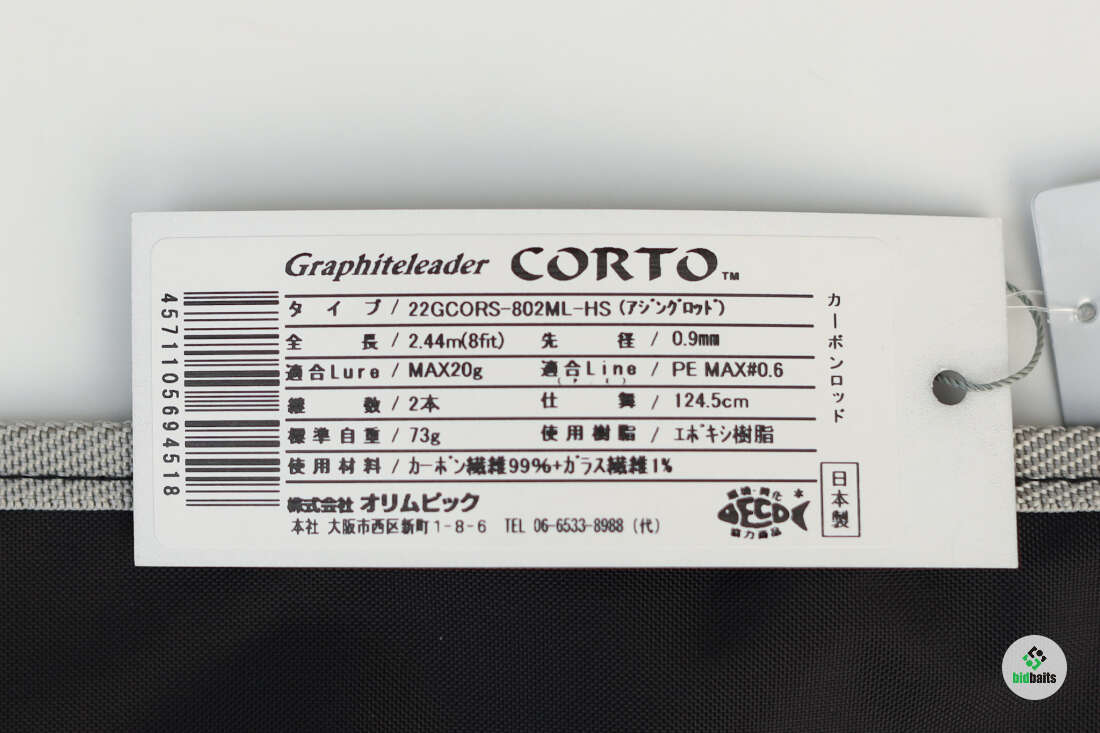 Graphiteleader CORTO™
タイプ / 22GCORS-802ML-HS (アジングロッド)
全長 / 2.44m(8fit.) 先径 / 0.9mm
適合Lure / MAX20g 適合Line / PE MAX#0.6
継数 / 2本 仕舞 / 124.5cm
標準自重 / 73g 使用樹脂 / エポキシ樹脂
使用材料 / カーボン繊維99%+ガラス繊維1%
株式会社 オリムピック
本社 大阪市西区新町1-8-6 TEL 06-6533-8988 (代)
4571105694518
カーボンロッド
ECO
協力商品
日本製
bidbaits